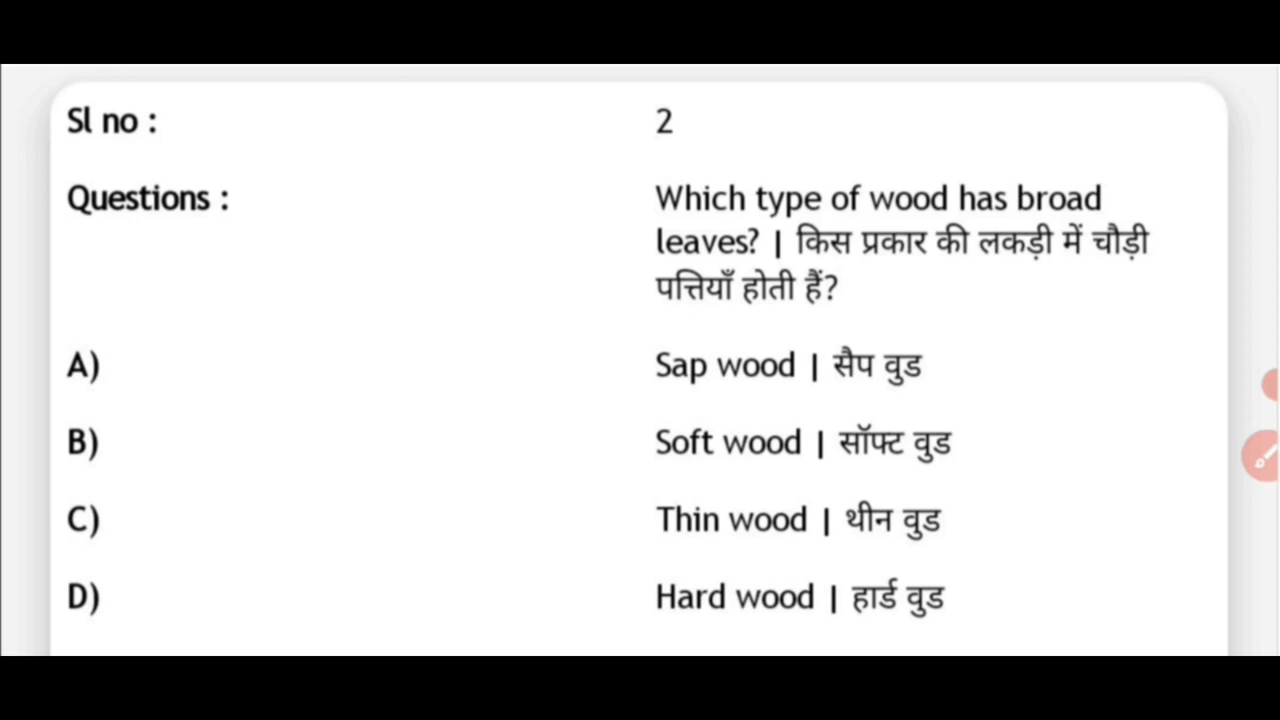 Sl no : 2
Questions : Which type of wood has broad
leaves? | किस प्रकार की लकड़ी में चौड़ी
पत्तियाँ होती हैं?
A) Sap wood | सैप वुड
B) Soft wood | सॉफ्ट वुड
C) Thin wood | थीन वुड
D) Hard wood | हार्ड वुड